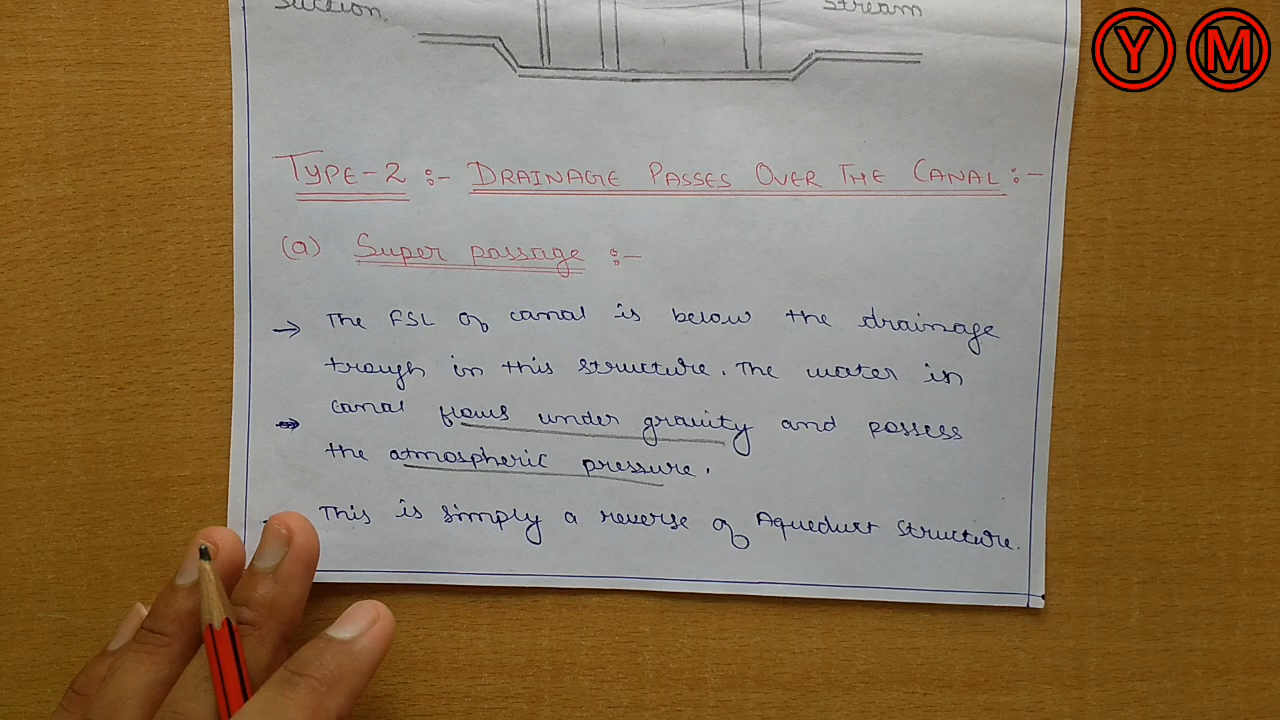 Suction.
Stream
Y M
TYPE-2 :- DRAINAGE PASSES OVER THE CANAL :-
(a) Super passage :-
→ The FSL of canal is below the drainage
trough in this structure. The water in
canal flows under gravity and possess
the atmospheric pressure.
This is simply a reverse of Aqueduct structure.